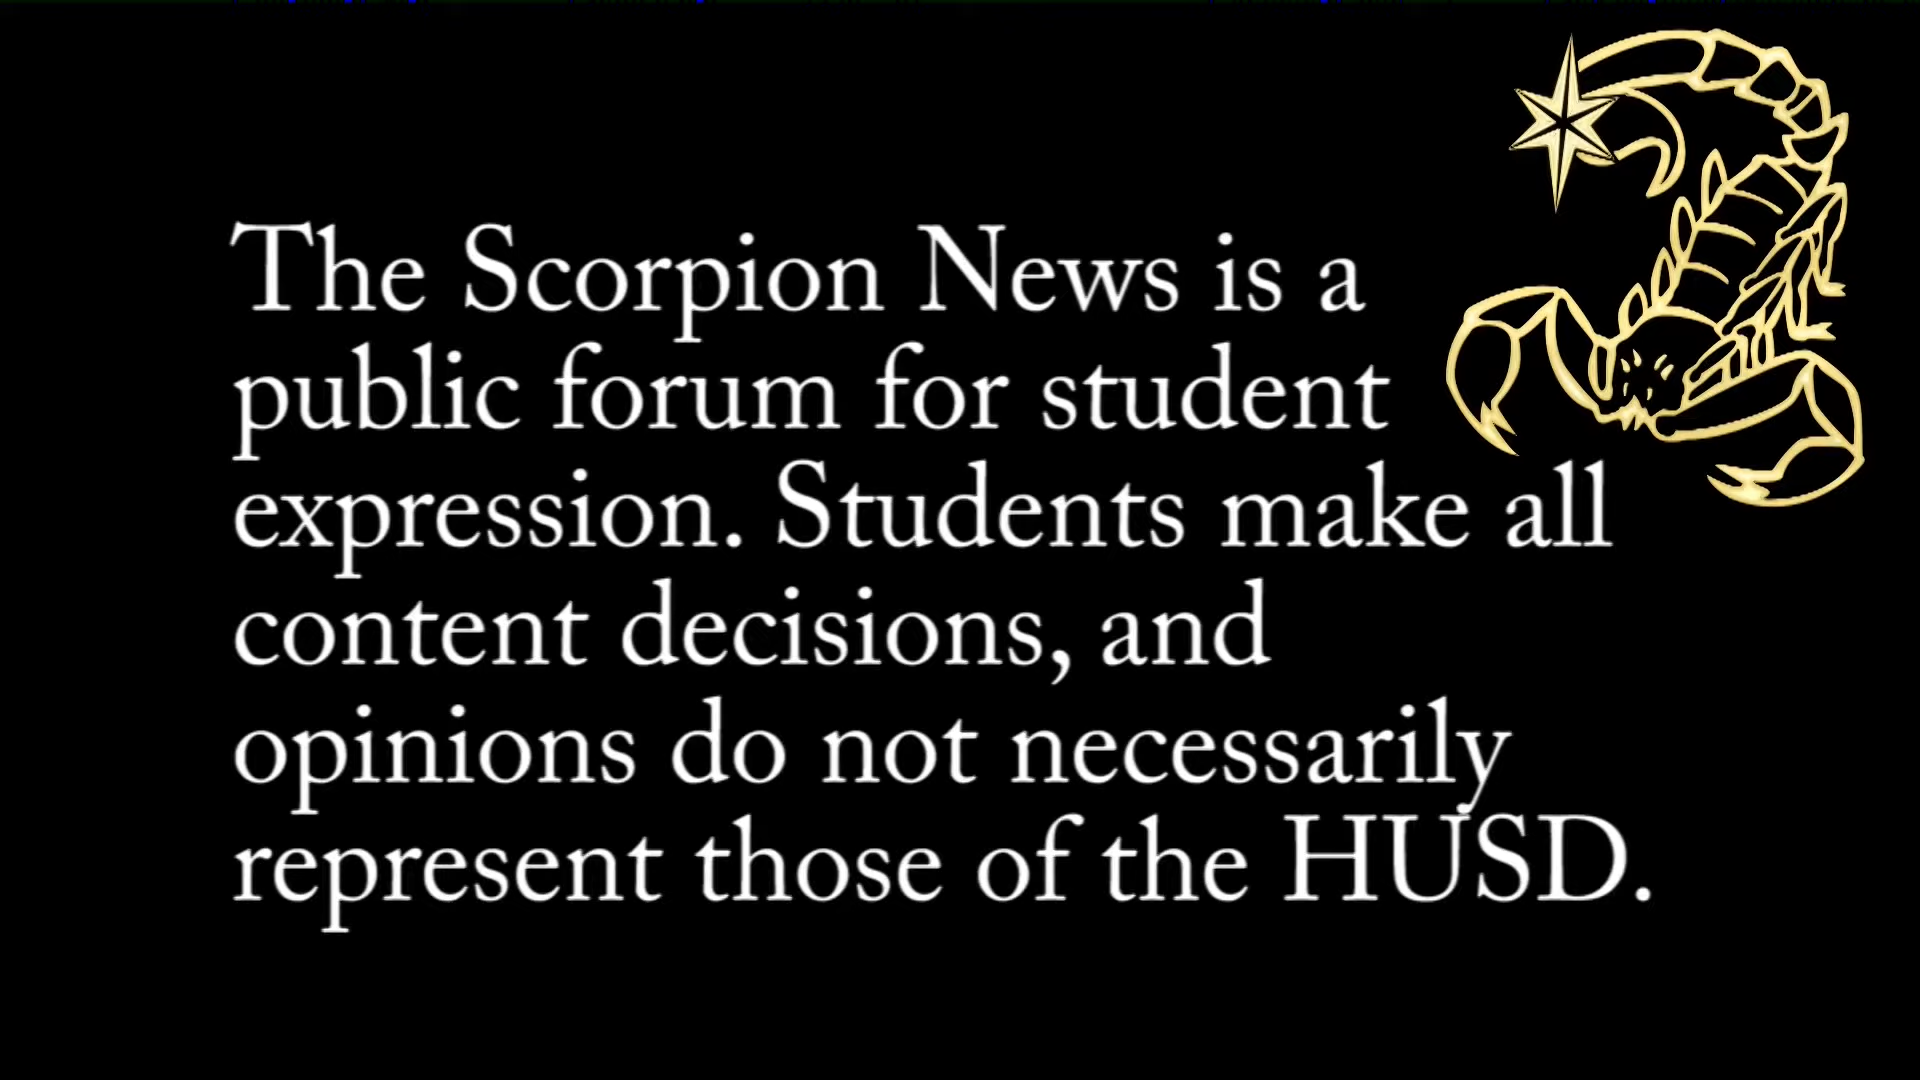 The Scorpion News is a
public forum for student
expression. Students make all
content decisions, and
opinions do not necessarily
represent those of the HUSD.